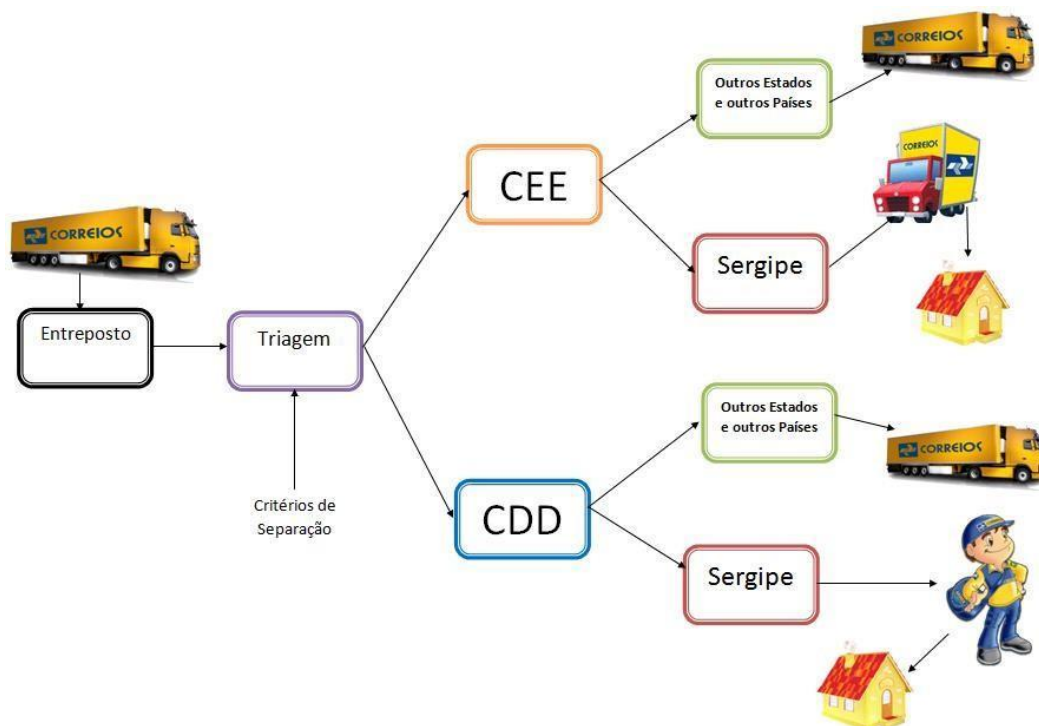 CORREIOS
Entreposto
Triagem
Critérios de
Separação
CEE
Outros Estados
e outros Países
CORREIOS
Sergipe
CORREIOS
CDD
Outros Estados
e outros Países
CORREIOS
Sergipe